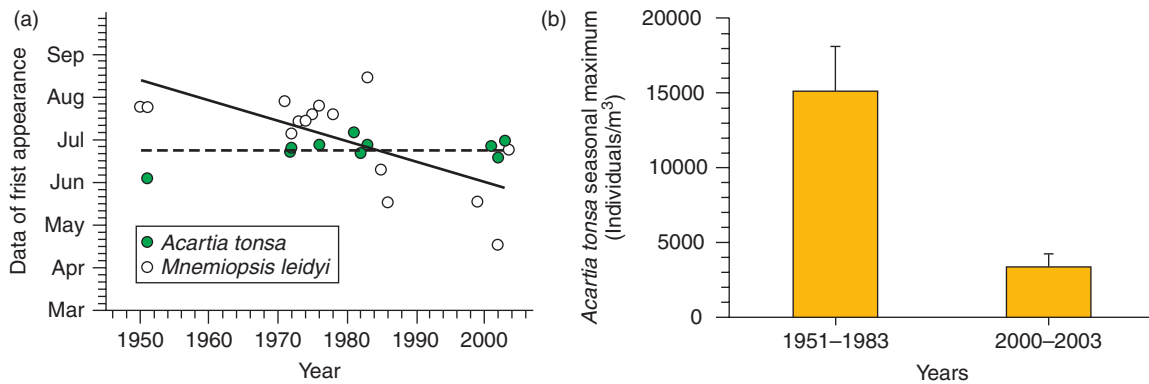 (a)
Data of frist appearance
Sep
Aug
Jul
Jun
May
Apr
Mar
Acartia tonsa
Mnemiopsis leidyi
1950 1960 1970 1980 1990 2000
Year
(b)
Acartia tonsa seasonal maximum
(Individuals/m³)
20000
15000
10000
5000
0
1951–1983 2000–2003
Years